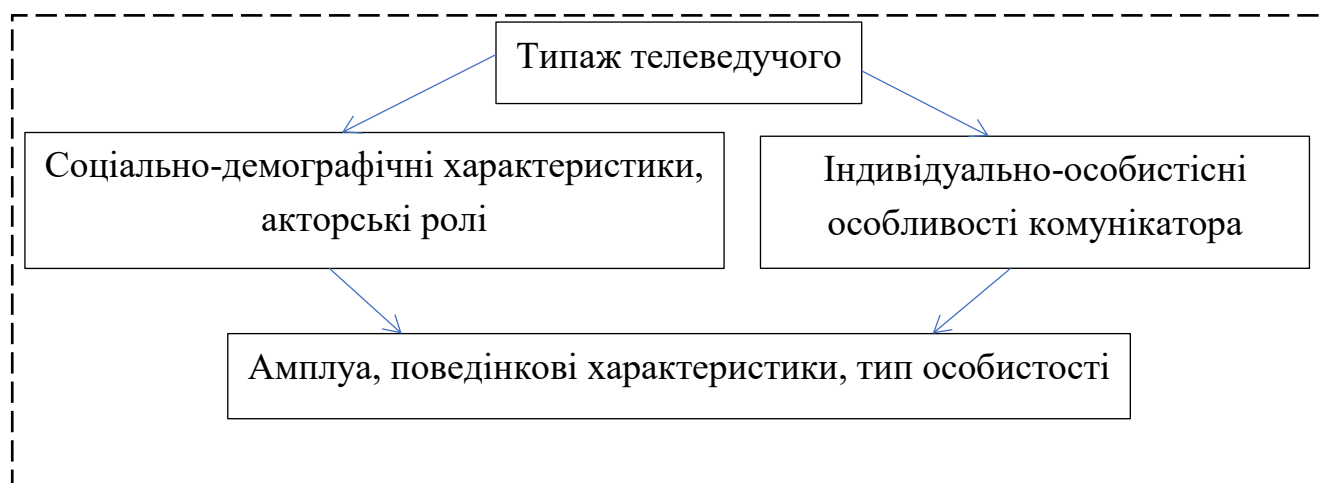 Типаж телеведучого
Соціально-демографічні характеристики,
акторські ролі
Індивідуально-особистісні
особливості комунікатора
Амплуа, поведінкові характеристики, тип особистості